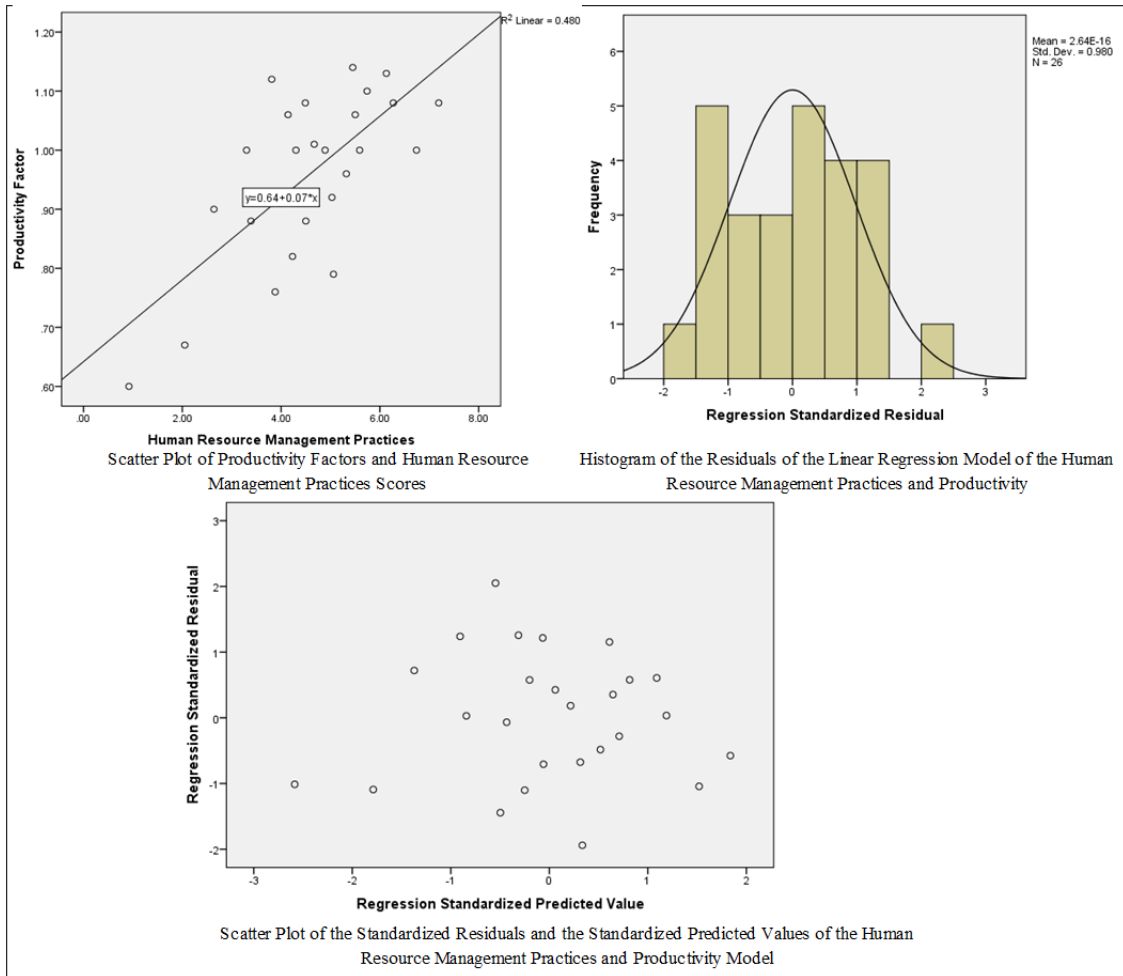 R² Linear = 0.480
1.20
1.10
1.00
.90
.80
.70
.60
Productivity Factor
y=0.64+0.07*x
.00 2.00 4.00 6.00 8.00
Human Resource Management Practices
Scatter Plot of Productivity Factors and Human Resource
Management Practices Scores
Mean = 2.64E-16
Std. Dev. = 0.980
N = 26
6
5
4
3
2
1
0
Frequency
-2 -1 0 1 2 3
Regression Standardized Residual
Histogram of the Residuals of the Linear Regression Model of the Human
Resource Management Practices and Productivity
3
2
1
0
-1
-2
Regression Standardized Residual
-3 -2 -1 0 1 2
Regression Standardized Predicted Value
Scatter Plot of the Standardized Residuals and the Standardized Predicted Values of the Human
Resource Management Practices and Productivity Model